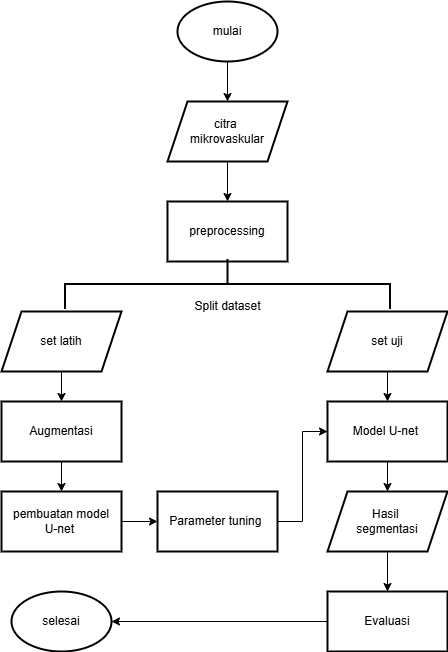 mulai
citra
mikrovaskular
preprocessing
Split dataset
set latih
set uji
Augmentasi
Model U-net
pembuatan model
U-net
Parameter tuning
Hasil
segmentasi
selesai
Evaluasi